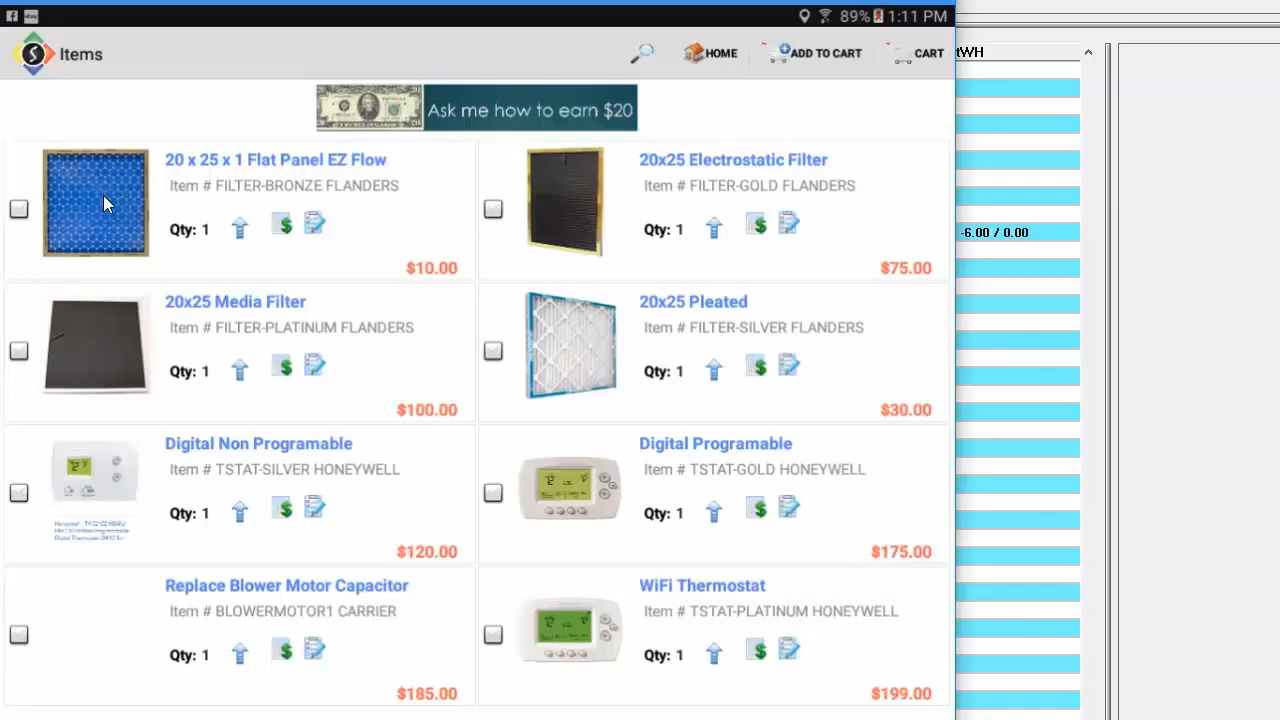 89% 1:11 PM
S Items HOME ADD TO CART CART
tWH
Ask me how to earn $20
20 x 25 x 1 Flat Panel EZ Flow
Item # FILTER-BRONZE FLANDERS
Qty: 1
$10.00
20x25 Electrostatic Filter
Item # FILTER-GOLD FLANDERS
Qty: 1
$75.00
-6.00 / 0.00
20x25 Media Filter
Item # FILTER-PLATINUM FLANDERS
Qty: 1
$100.00
20x25 Pleated
Item # FILTER-SILVER FLANDERS
Qty: 1
$30.00
Digital Non Programable
Item # TSTAT-SILVER HONEYWELL
Qty: 1
$120.00
Digital Programable
Item # TSTAT-GOLD HONEYWELL
Qty: 1
$175.00
Replace Blower Motor Capacitor
Item # BLOWERMOTOR1 CARRIER
Qty: 1
$185.00
WiFi Thermostat
Item # TSTAT-PLATINUM HONEYWELL
Qty: 1
$199.00